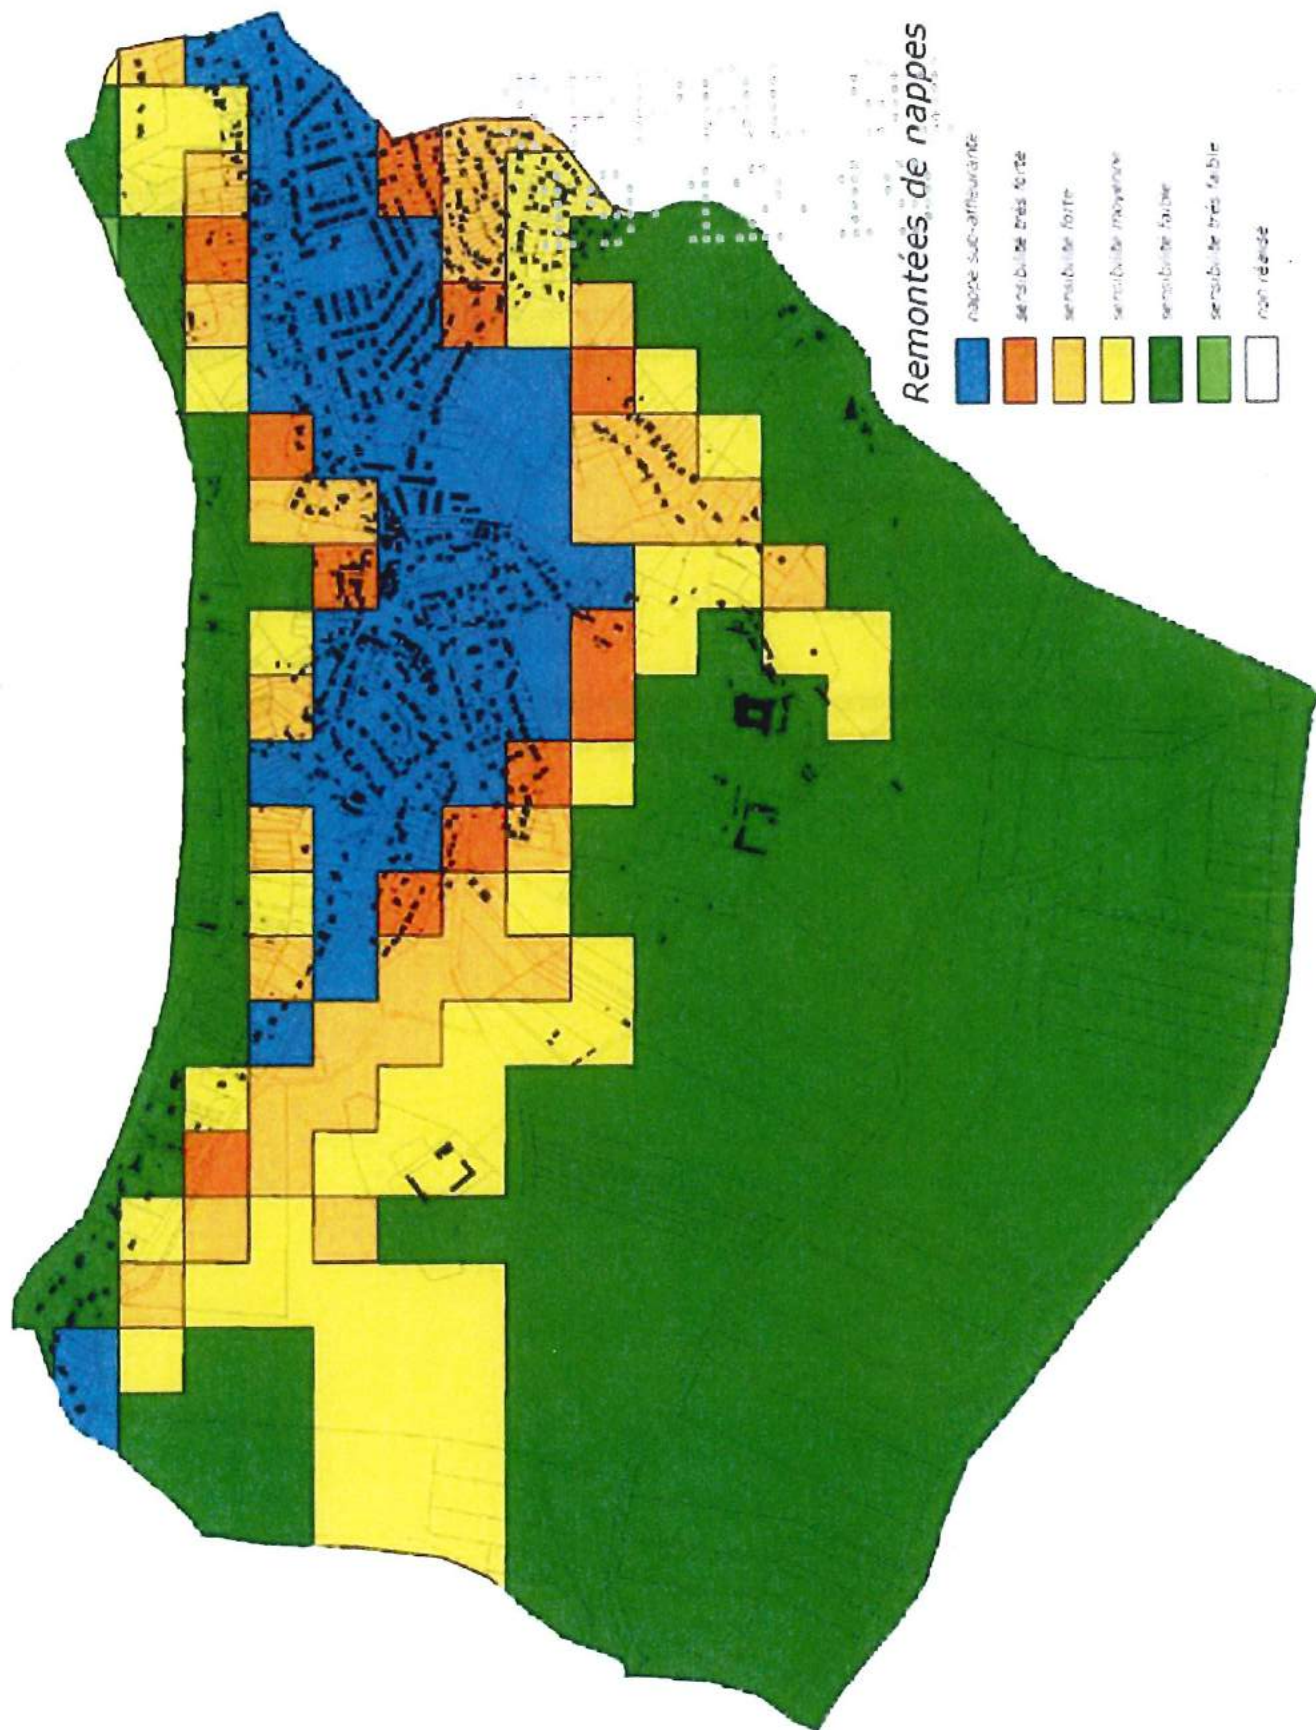 Remontées de nappes
nappe sub-affleurante
sensibilité très forte
sensibilité forte
sensibilité moyenne
sensibilité faible
sensibilité très faible
non réalisé